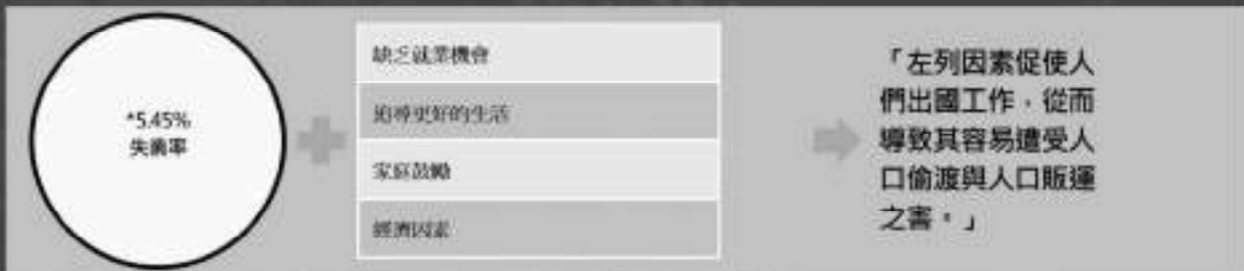 *5.45%
失業率
缺乏就業機會
追尋更好的生活
家庭鼓勵
經濟因素
「左列因素促使人
們出國工作，從而
導致其容易遭受人
口偷渡與人口販運
之害。」